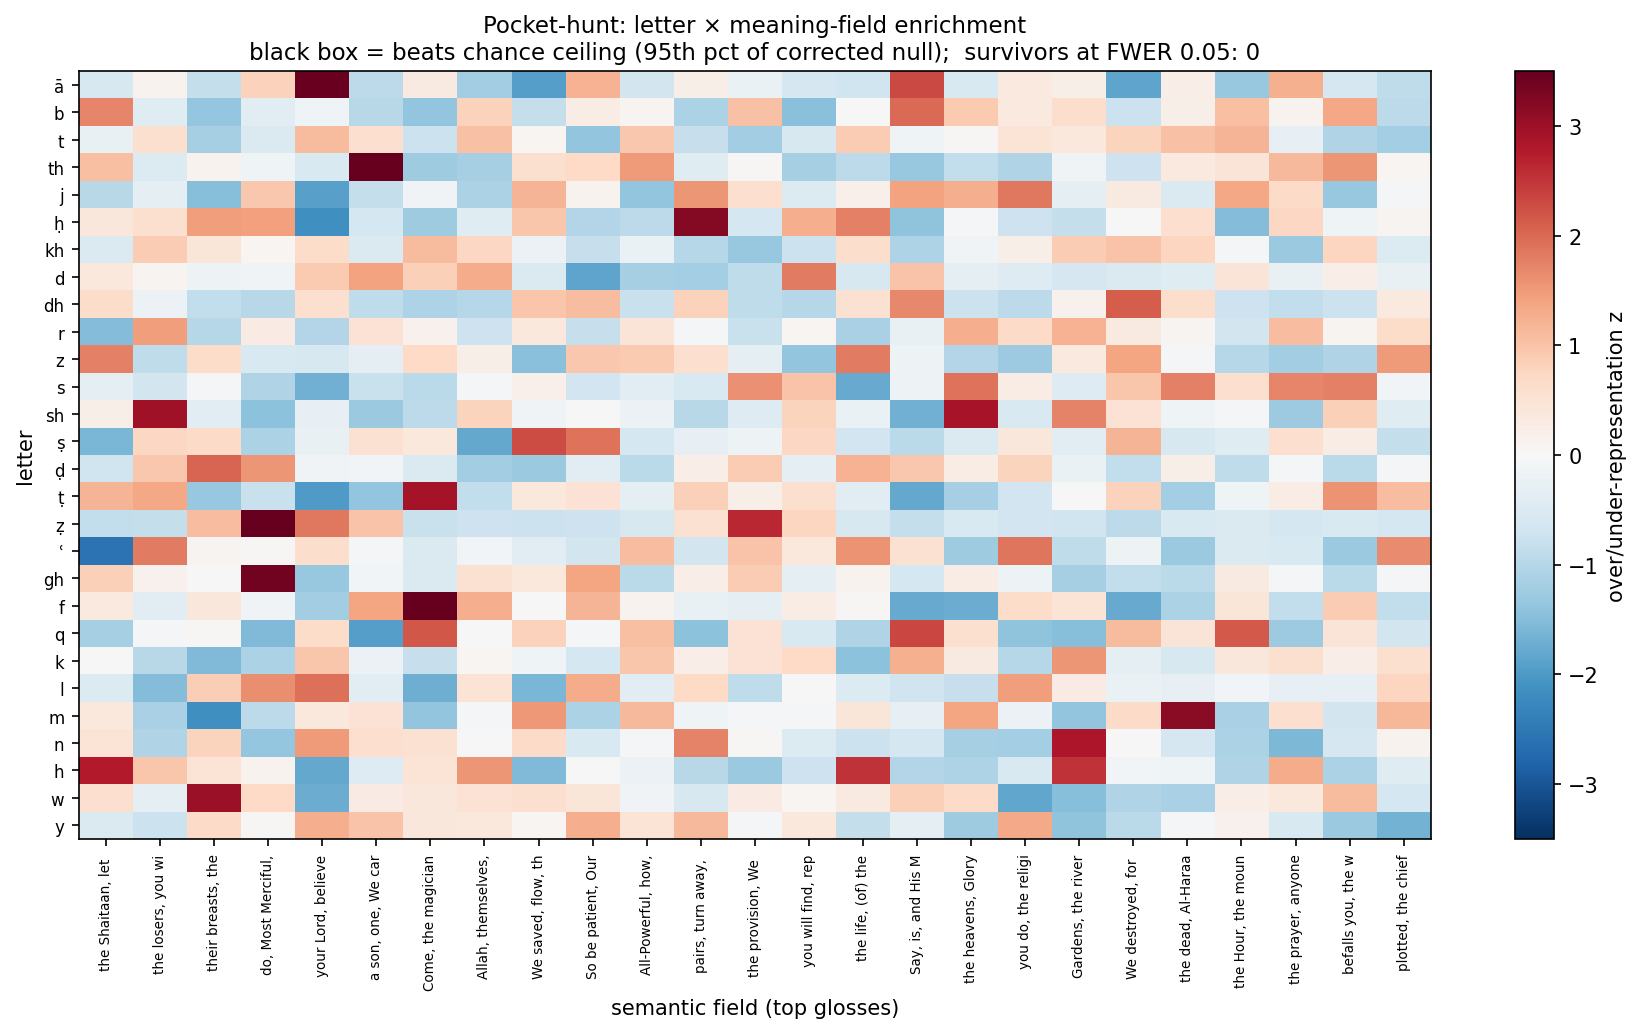 Pocket-hunt: letter × meaning-field enrichment
black box = beats chance ceiling (95th pct of corrected null);  survivors at FWER 0.05: 0
letter
ā
b
t
th
j
ḥ
kh
d
dh
r
z
s
sh
ṣ
ḍ
ṭ
ẓ
ʿ
gh
f
q
k
l
m
n
h
w
y
the Shaitaan, let
the losers, you wi
their breasts, the
do, Most Merciful,
your Lord, believe
a son, one, We car
Come, the magician
Allah, themselves,
We saved, flow, th
So be patient, Our
All-Powerful, how,
pairs, turn away,
the provision, We
you will find, rep
the life, (of) the
Say, is, and His M
the heavens, Glory
you do, the religi
Gardens, the river
We destroyed, for
the dead, Al-Haraa
the Hour, the moun
the prayer, anyone
befalls you, the w
plotted, the chief
semantic field (top glosses)
3
2
1
0
−1
−2
−3
over/under-representation z